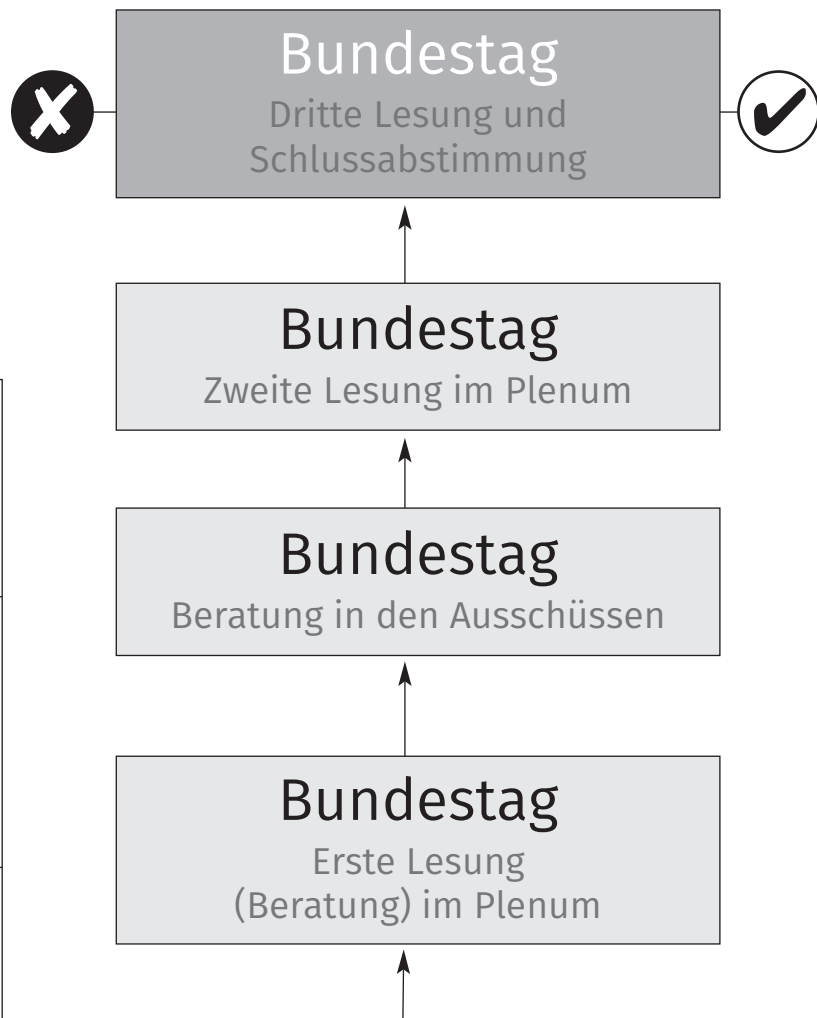 Bundestag
Dritte Lesung und
Schlussabstimmung
Bundestag
Zweite Lesung im Plenum
Bundestag
Beratung in den Ausschüssen
Bundestag
Erste Lesung
(Beratung) im Plenum